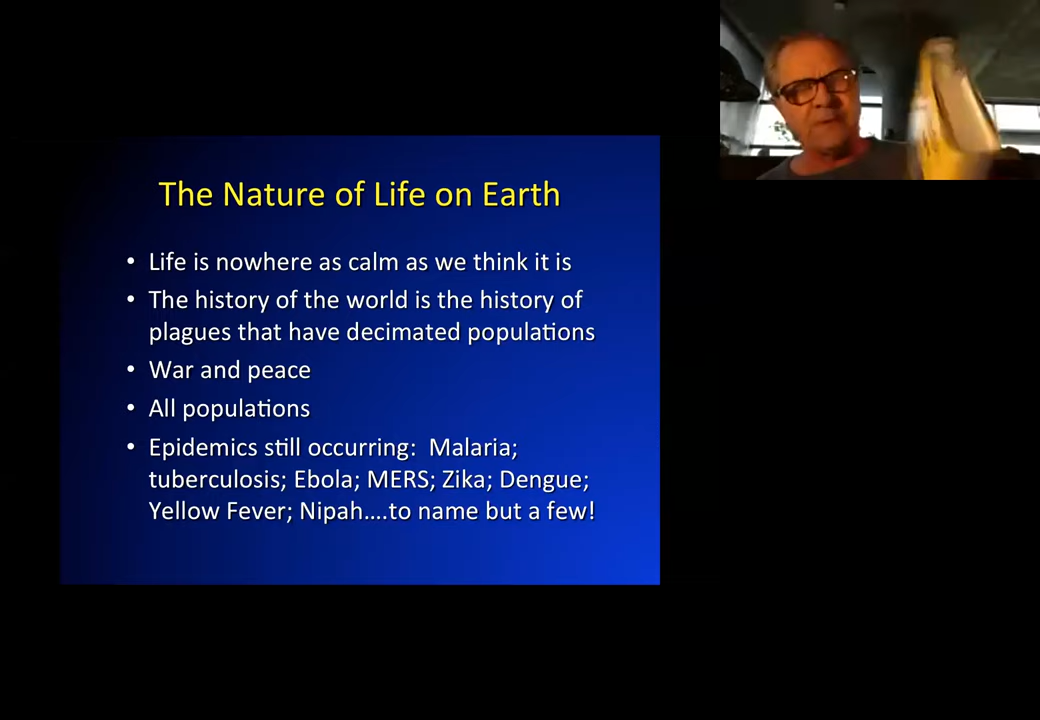 The Nature of Life on Earth
• Life is nowhere as calm as we think it is
• The history of the world is the history of
plagues that have decimated populations
• War and peace
• All populations
• Epidemics still occurring:  Malaria;
tuberculosis; Ebola; MERS; Zika; Dengue;
Yellow Fever; Nipah....to name but a few!